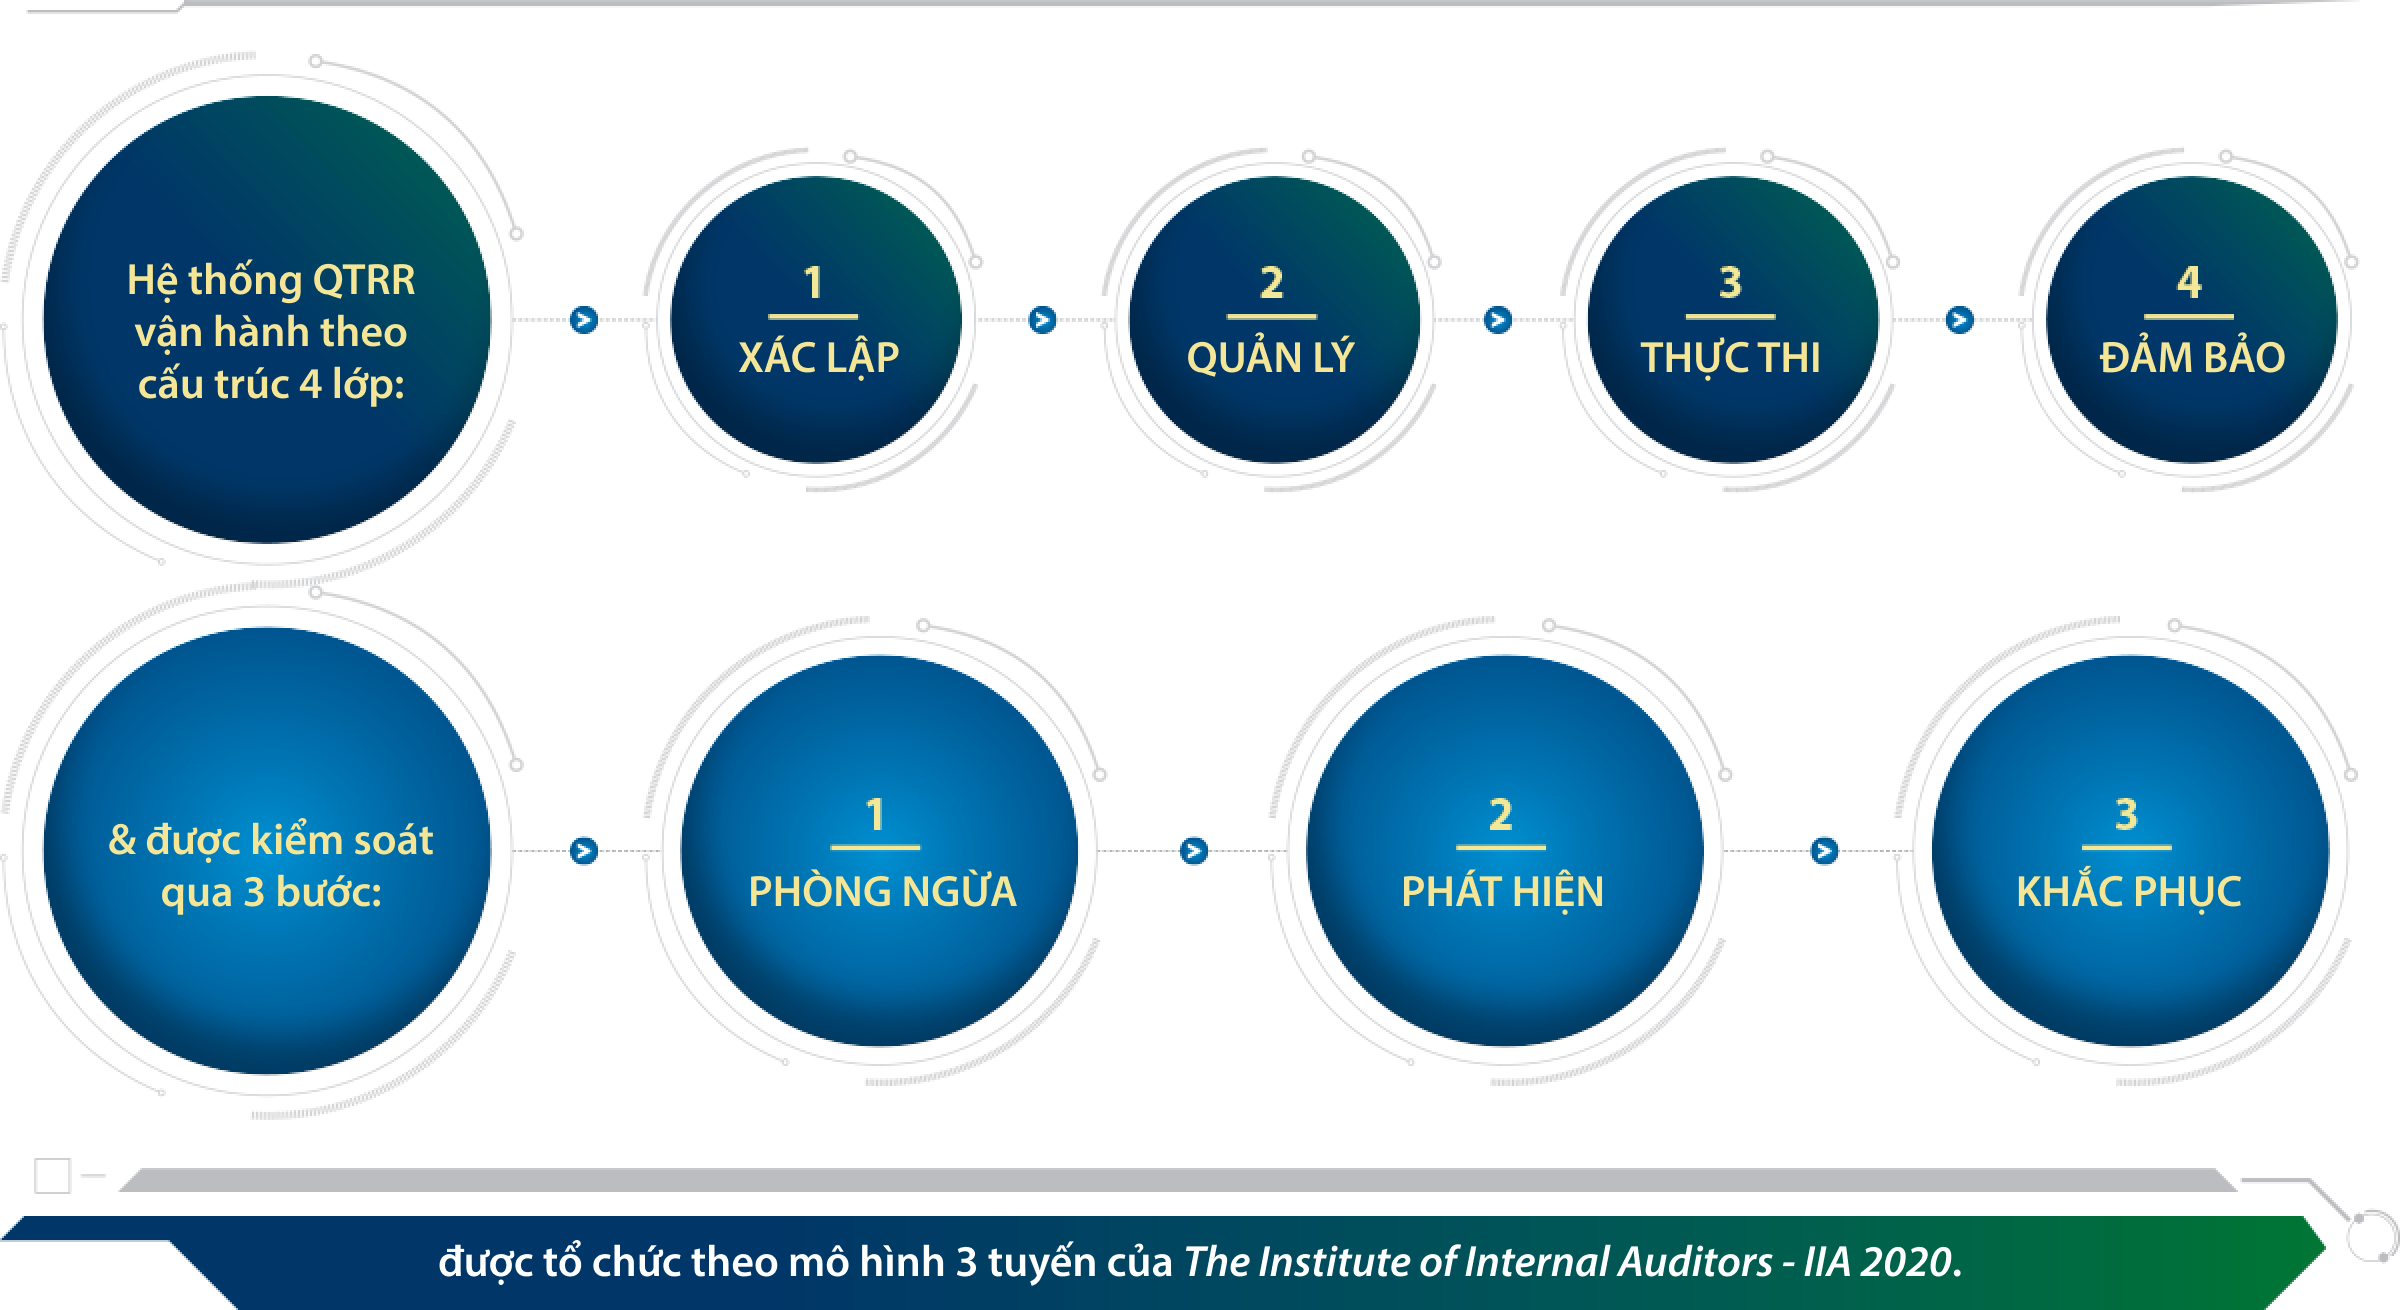 Hệ thống QTRR
vận hành theo
cấu trúc 4 lớp:
1
XÁC LẬP
2
QUẢN LÝ
3
THỰC THI
4
ĐẢM BẢO
& được kiểm soát
qua 3 bước:
1
PHÒNG NGỪA
2
PHÁT HIỆN
3
KHẮC PHỤC
được tổ chức theo mô hình 3 tuyến của The Institute of Internal Auditors - IIA 2020.